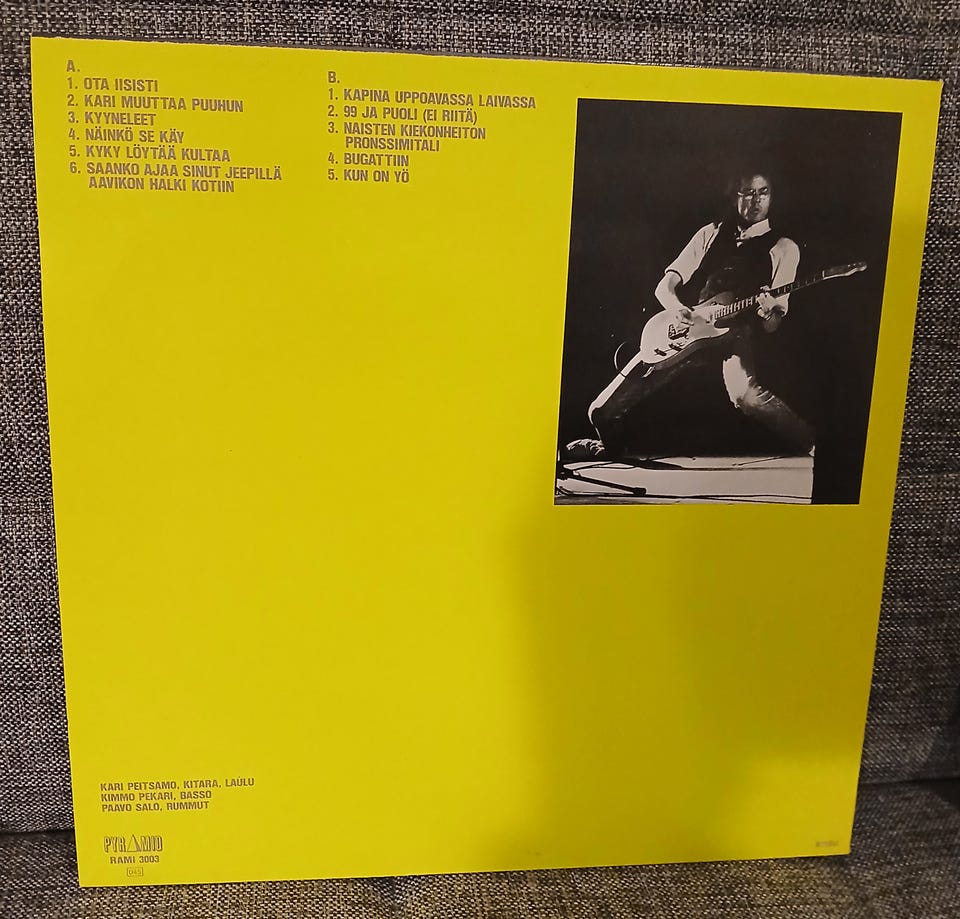 A.
1. OTA IISISTI
2. KARI MUUTTAA PUUHUN
3. KYYNELEET
4. NÄINKÖ SE KÄY
5. KYKY LÖYTÄÄ KULTAA
6. SAANKO AJAA SINUT JEEPILLÄ
AAVIKON HALKI KOTIIN
B.
1. KAPINA UPPOAVASSA LAIVASSA
2. 99 JA PUOLI (EI RIITÄ)
3. NAISTEN KIEKONHEITON
PRONSSIMITALI
4. BUGATTIIN
5. KUN ON YÖ
KARI PEITSAMO, KITARA, LAULU
KIMMO PEKARI, BASSO
PAAVO SALO, RUMMUT
PYRAMID
RAMI 3003